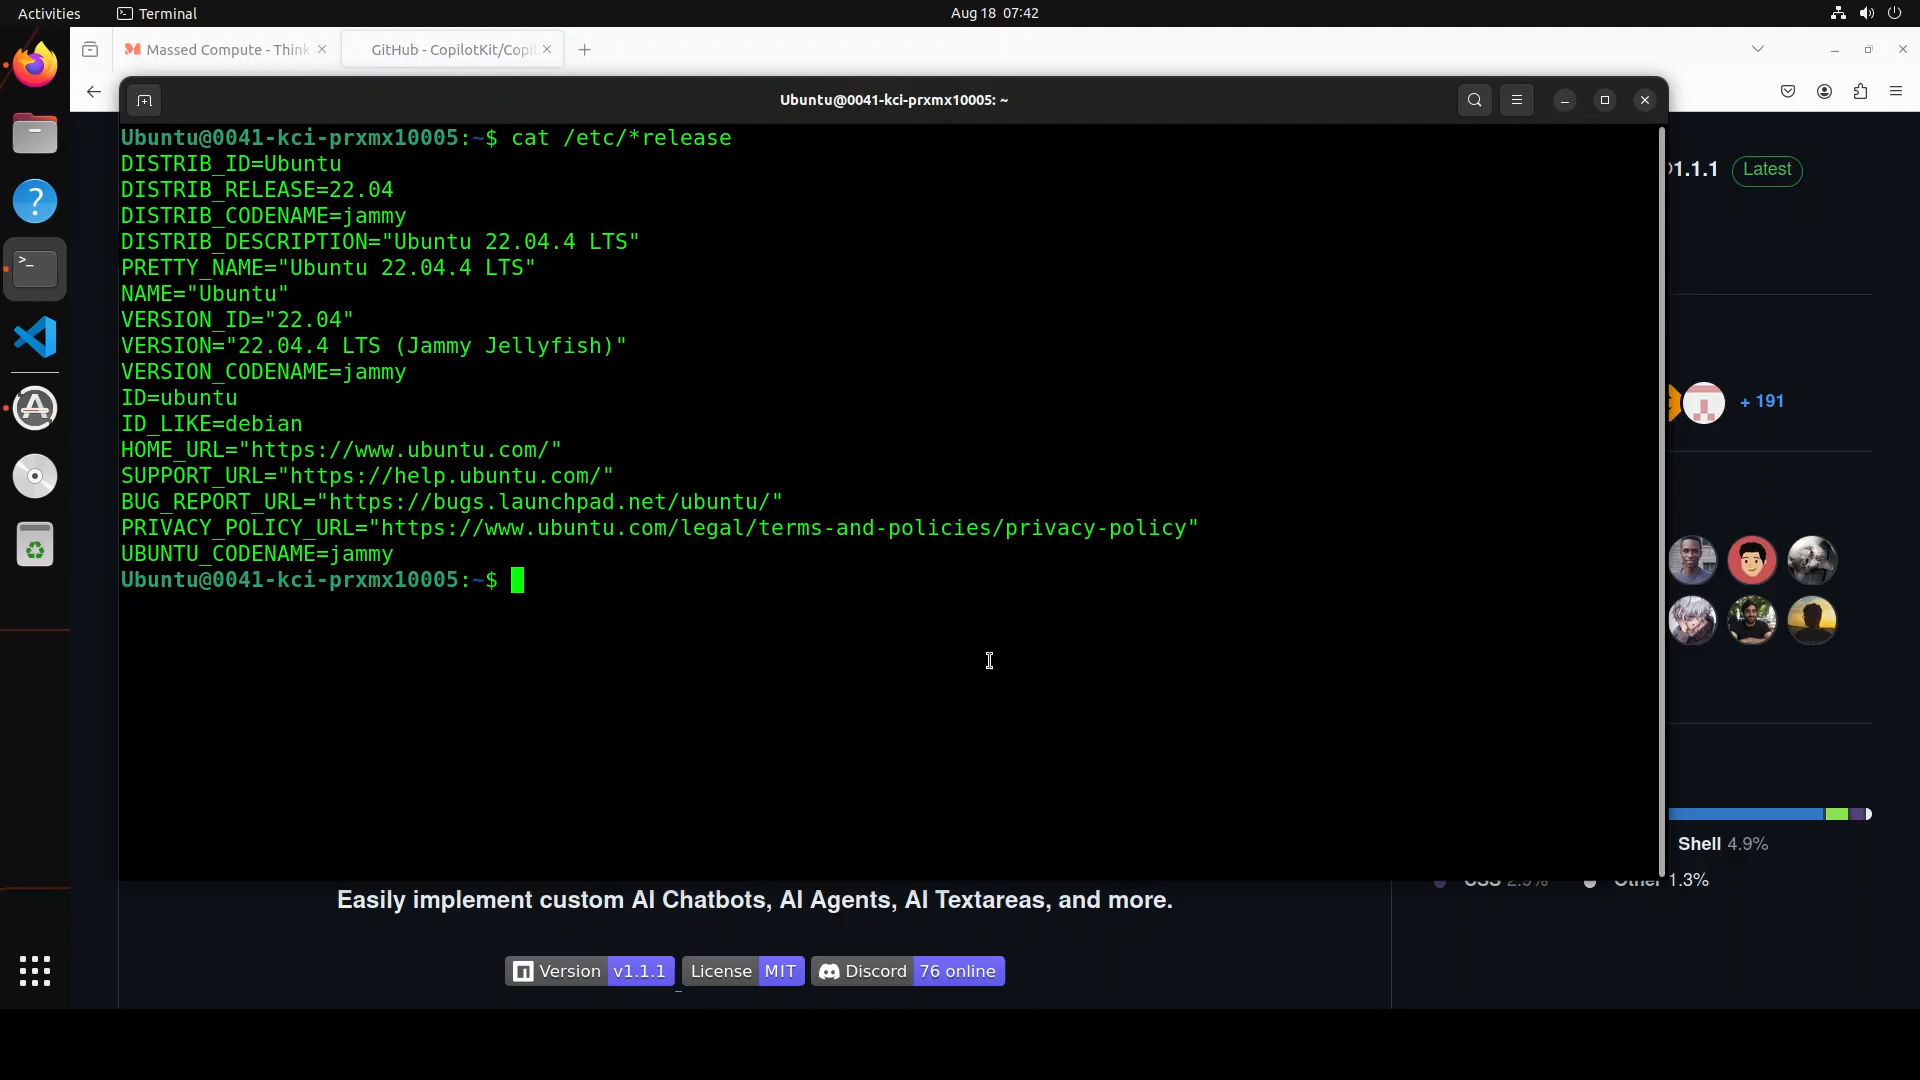 Activities
Terminal
Aug 18 07:42
Massed Compute - Think
GitHub - CopilotKit/Copil
Ubuntu@0041-kci-prxmx10005: ~
Ubuntu@0041-kci-prxmx10005:~$ cat /etc/*release
DISTRIB_ID=Ubuntu
DISTRIB_RELEASE=22.04
DISTRIB_CODENAME=jammy
DISTRIB_DESCRIPTION="Ubuntu 22.04.4 LTS"
PRETTY_NAME="Ubuntu 22.04.4 LTS"
NAME="Ubuntu"
VERSION_ID="22.04"
VERSION="22.04.4 LTS (Jammy Jellyfish)"
VERSION_CODENAME=jammy
ID=ubuntu
ID_LIKE=debian
HOME_URL="https://www.ubuntu.com/"
SUPPORT_URL="https://help.ubuntu.com/"
BUG_REPORT_URL="https://bugs.launchpad.net/ubuntu/"
PRIVACY_POLICY_URL="https://www.ubuntu.com/legal/terms-and-policies/privacy-policy"
UBUNTU_CODENAME=jammy
Ubuntu@0041-kci-prxmx10005:~$
1.1.1 Latest
+ 191
Shell 4.9%
CSS 2.9% Other 1.3%
Easily implement custom AI Chatbots, AI Agents, AI Textareas, and more.
Version v1.1.1 License MIT Discord 76 online